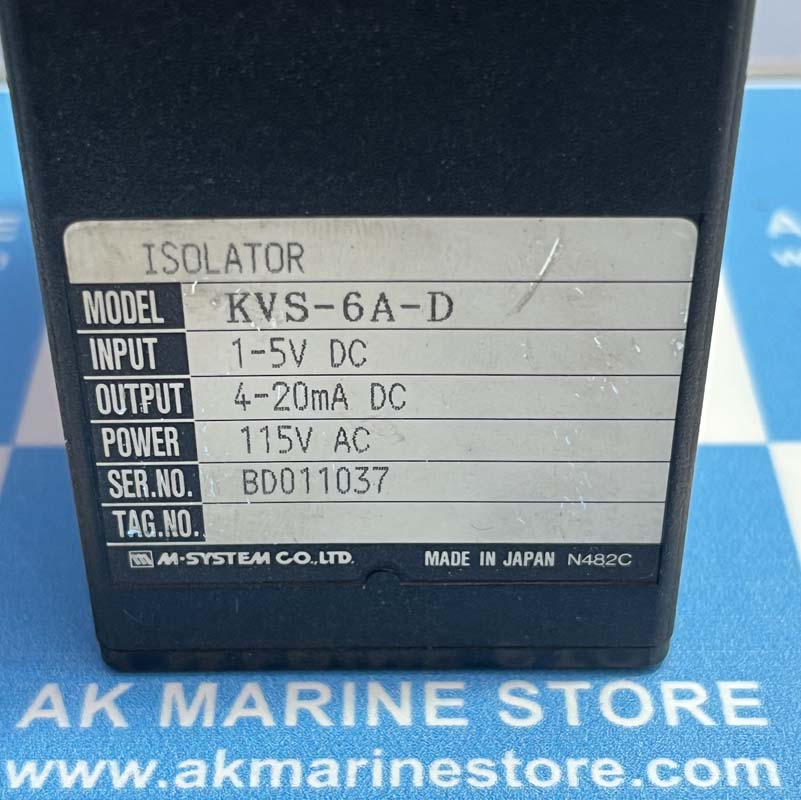 ISOLATOR
MODEL KVS-6A-D
INPUT 1-5V DC
OUTPUT 4-20mA DC
POWER 115V AC
SER.NO. BD011037
TAG.NO.
M-SYSTEM CO.,LTD. MADE IN JAPAN N482C
AK MARINE STORE
www.akmarinestore.com